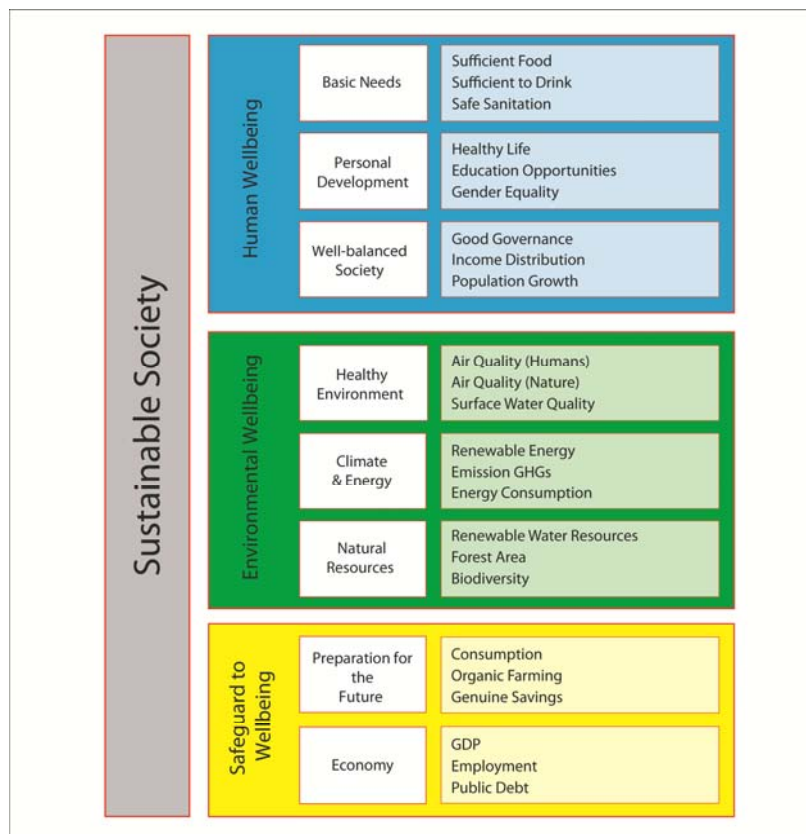 Sustainable Society
Human Wellbeing
Basic Needs
Sufficient Food
Sufficient to Drink
Safe Sanitation
Personal
Development
Healthy Life
Education Opportunities
Gender Equality
Well-balanced
Society
Good Governance
Income Distribution
Population Growth
Environmental Wellbeing
Healthy
Environment
Air Quality (Humans)
Air Quality (Nature)
Surface Water Quality
Climate
& Energy
Renewable Energy
Emission GHGs
Energy Consumption
Natural
Resources
Renewable Water Resources
Forest Area
Biodiversity
Safeguard to
Wellbeing
Preparation for
the
Future
Consumption
Organic Farming
Genuine Savings
Economy
GDP
Employment
Public Debt